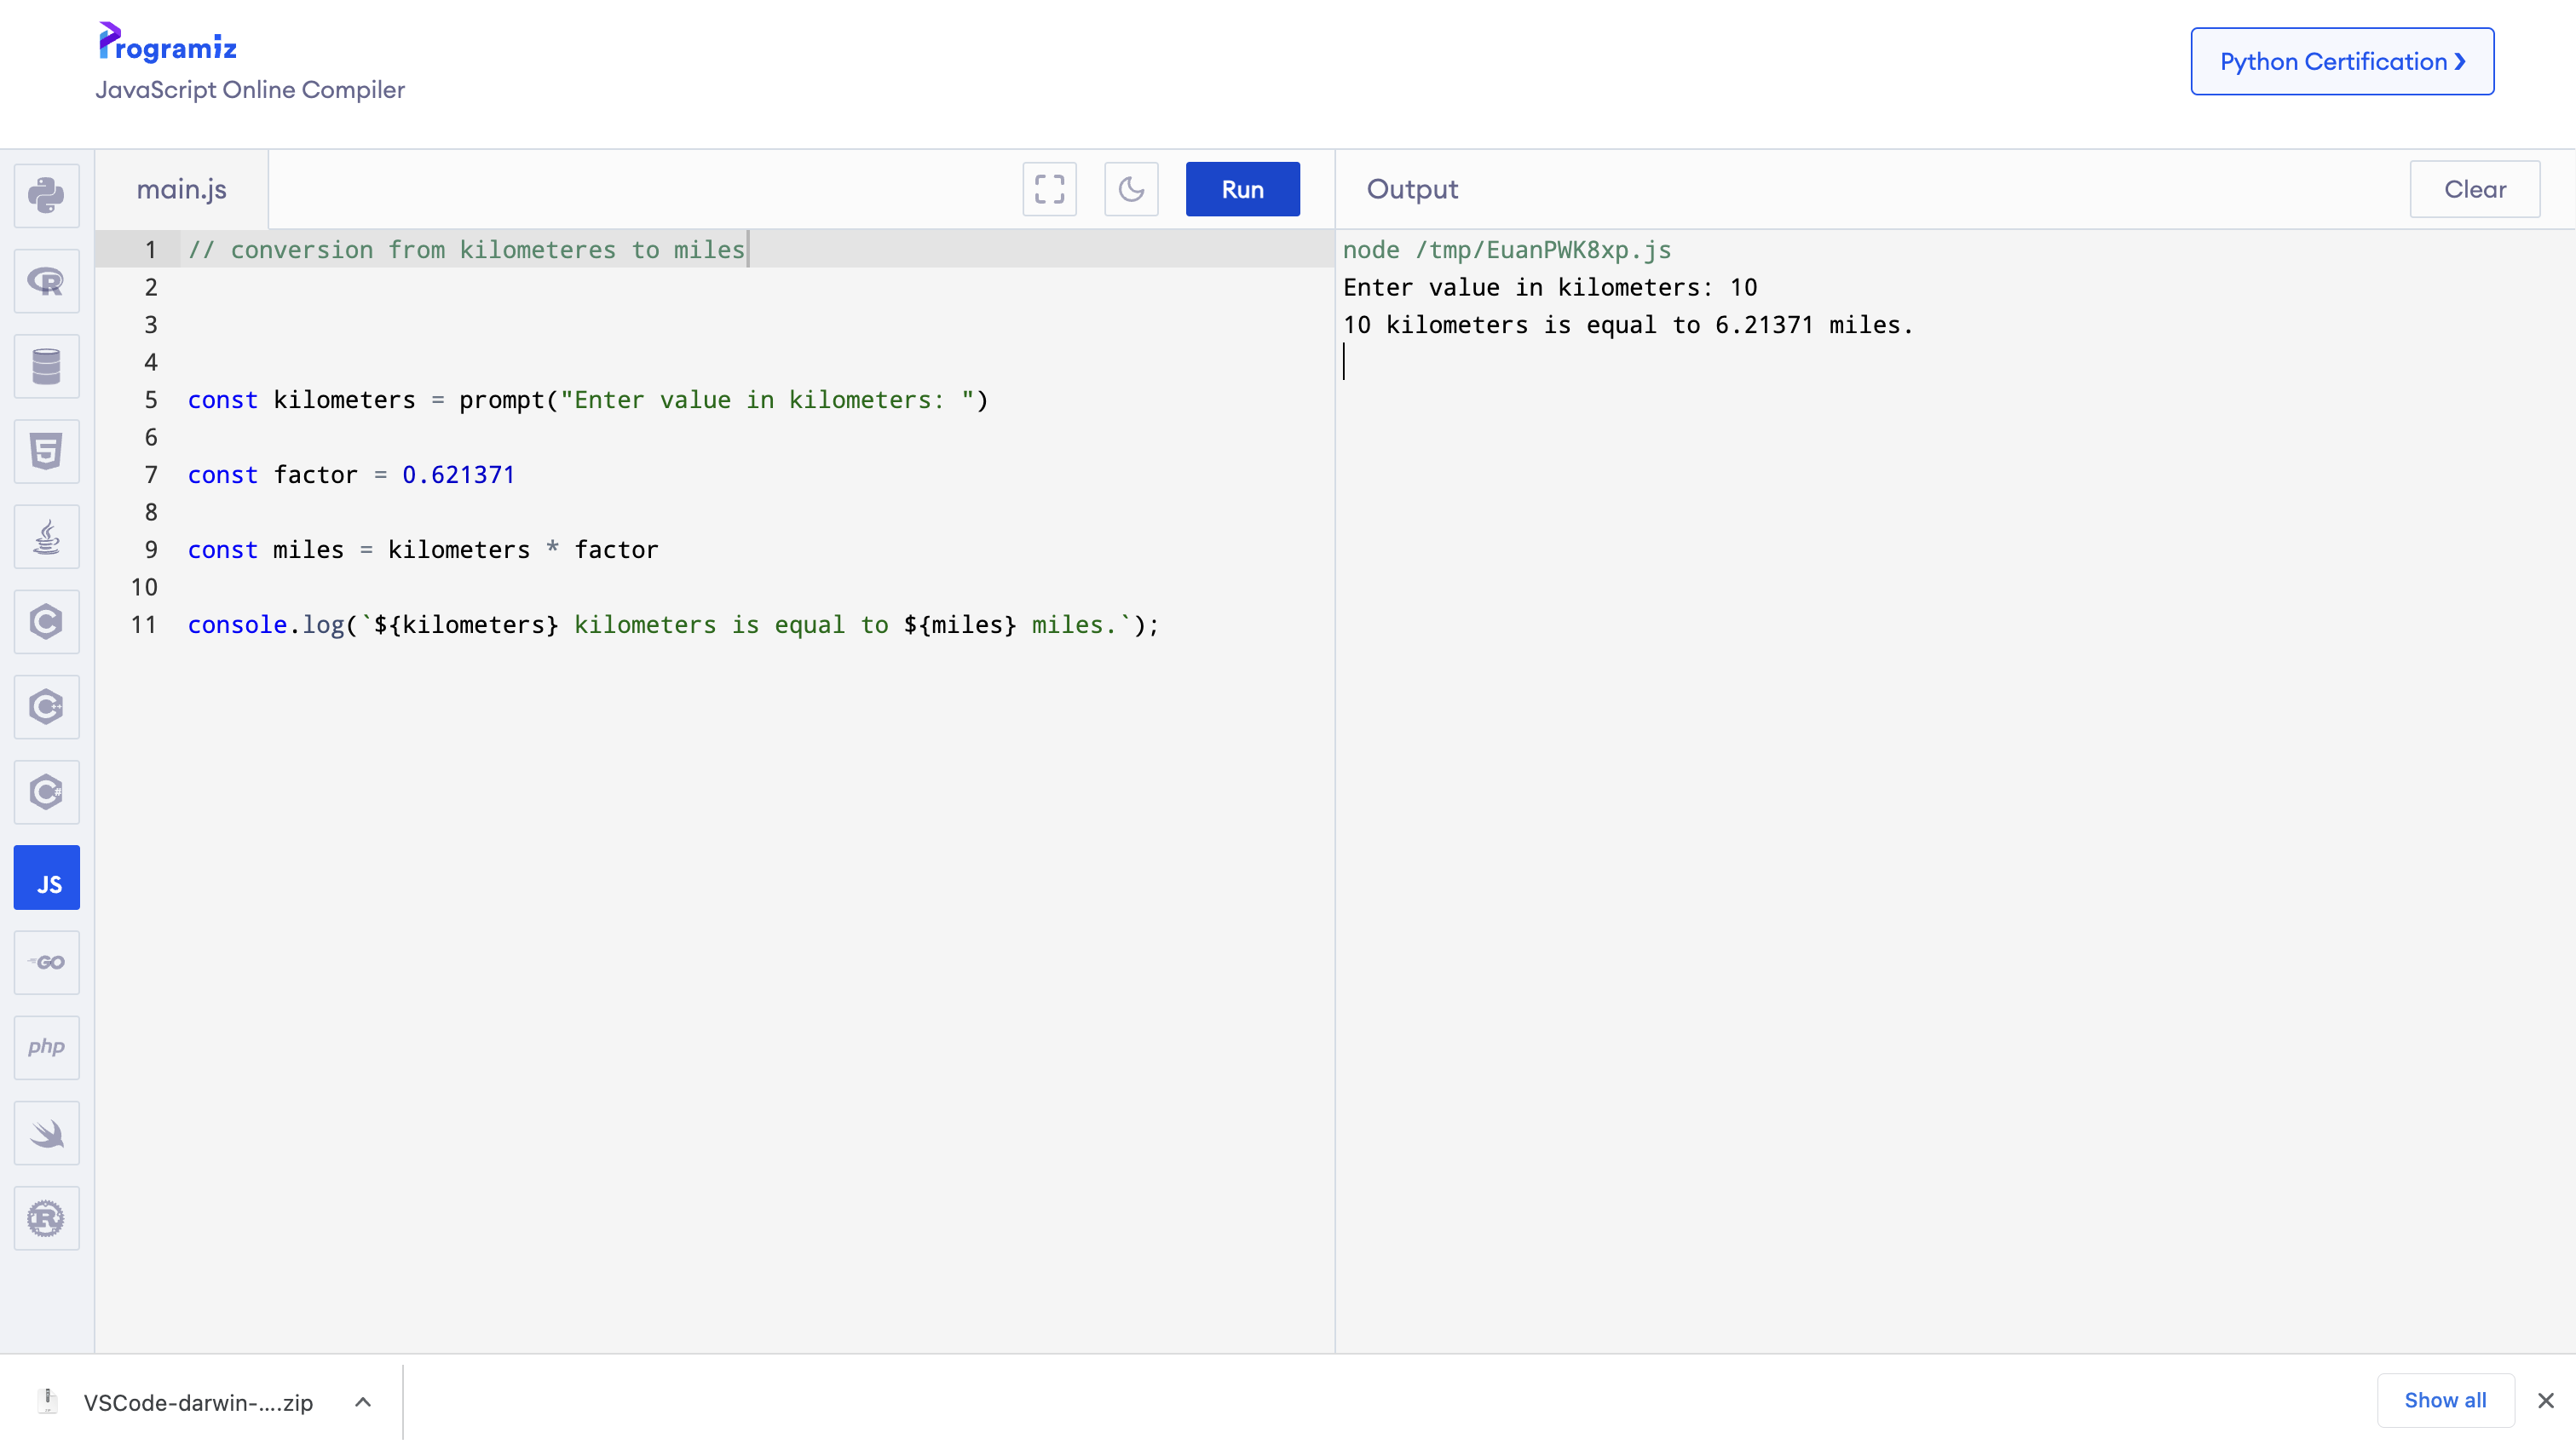 Programiz
JavaScript Online Compiler
Python Certification ❯
main.js
Run
Output
Clear
1 // conversion from kilometeres to miles
2
3
4
5 const kilometers = prompt("Enter value in kilometers: ")
6
7 const factor = 0.621371
8
9 const miles = kilometers * factor
10
11 console.log(`${kilometers} kilometers is equal to ${miles} miles.`);
node /tmp/EuanPWK8xp.js
Enter value in kilometers: 10
10 kilometers is equal to 6.21371 miles.
R
5
C
C++
C#
JS
GO
php
R
VSCode-darwin-....zip
Show all